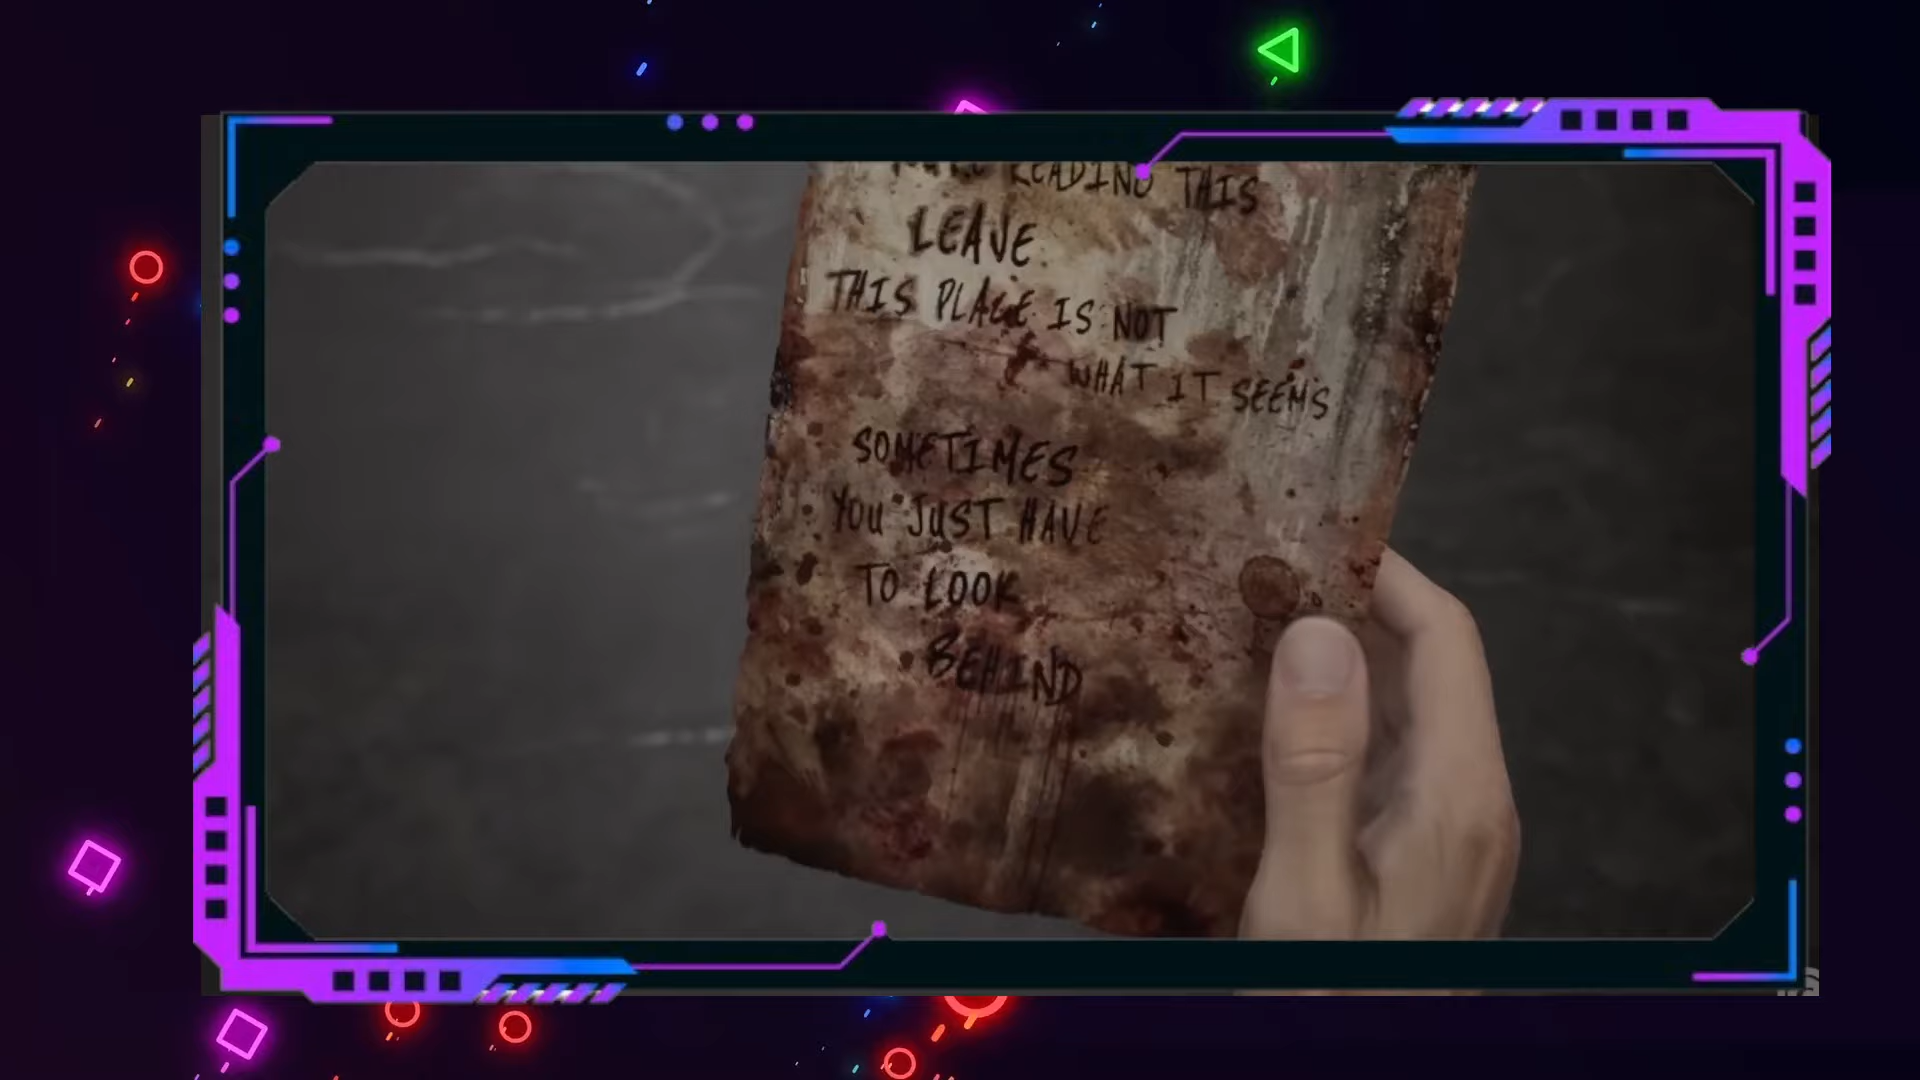 READING THIS
LEAVE
THIS PLACE IS NOT
WHAT IT SEEMS
SOMETIMES
YOU JUST HAVE
TO LOOK
BEHIND